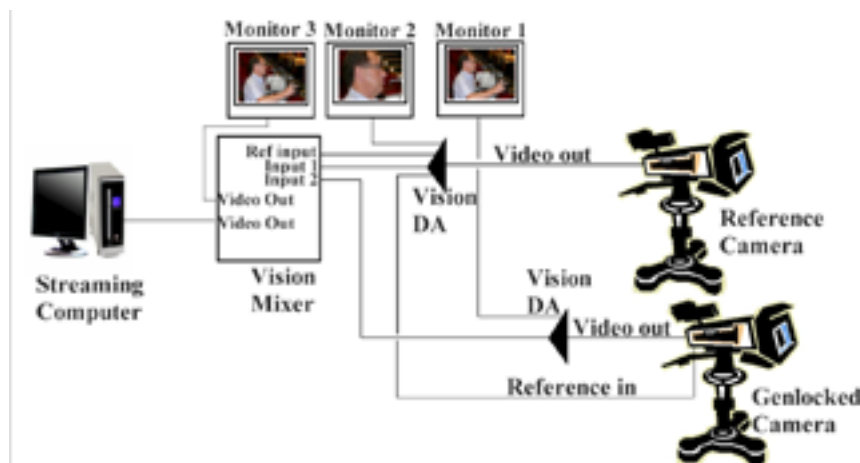 Monitor 3 Monitor 2 Monitor 1
Ref input
Input 1
Input 2
Video Out
Video Out
Vision
Mixer
Streaming
Computer
Vision
DA
Video out
Reference
Camera
Vision
DA
Video out
Reference in
Genlocked
Camera